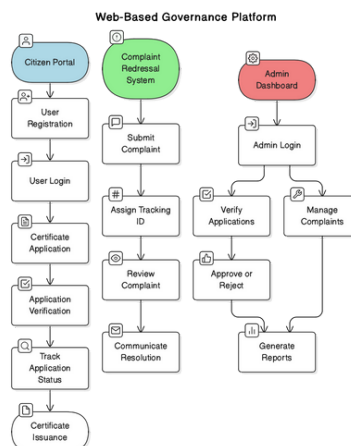 Web-Based Governance Platform
Citizen Portal
User
Registration
User Login
Certificate
Application
Application
Verification
Track
Application
Status
Certificate
Issuance
Complaint
Redressal
System
Submit
Complaint
Assign Tracking
ID
Review
Complaint
Communicate
Resolution
Admin
Dashboard
Admin Login
Verify
Applications
Manage
Complaints
Approve or
Reject
Generate
Reports